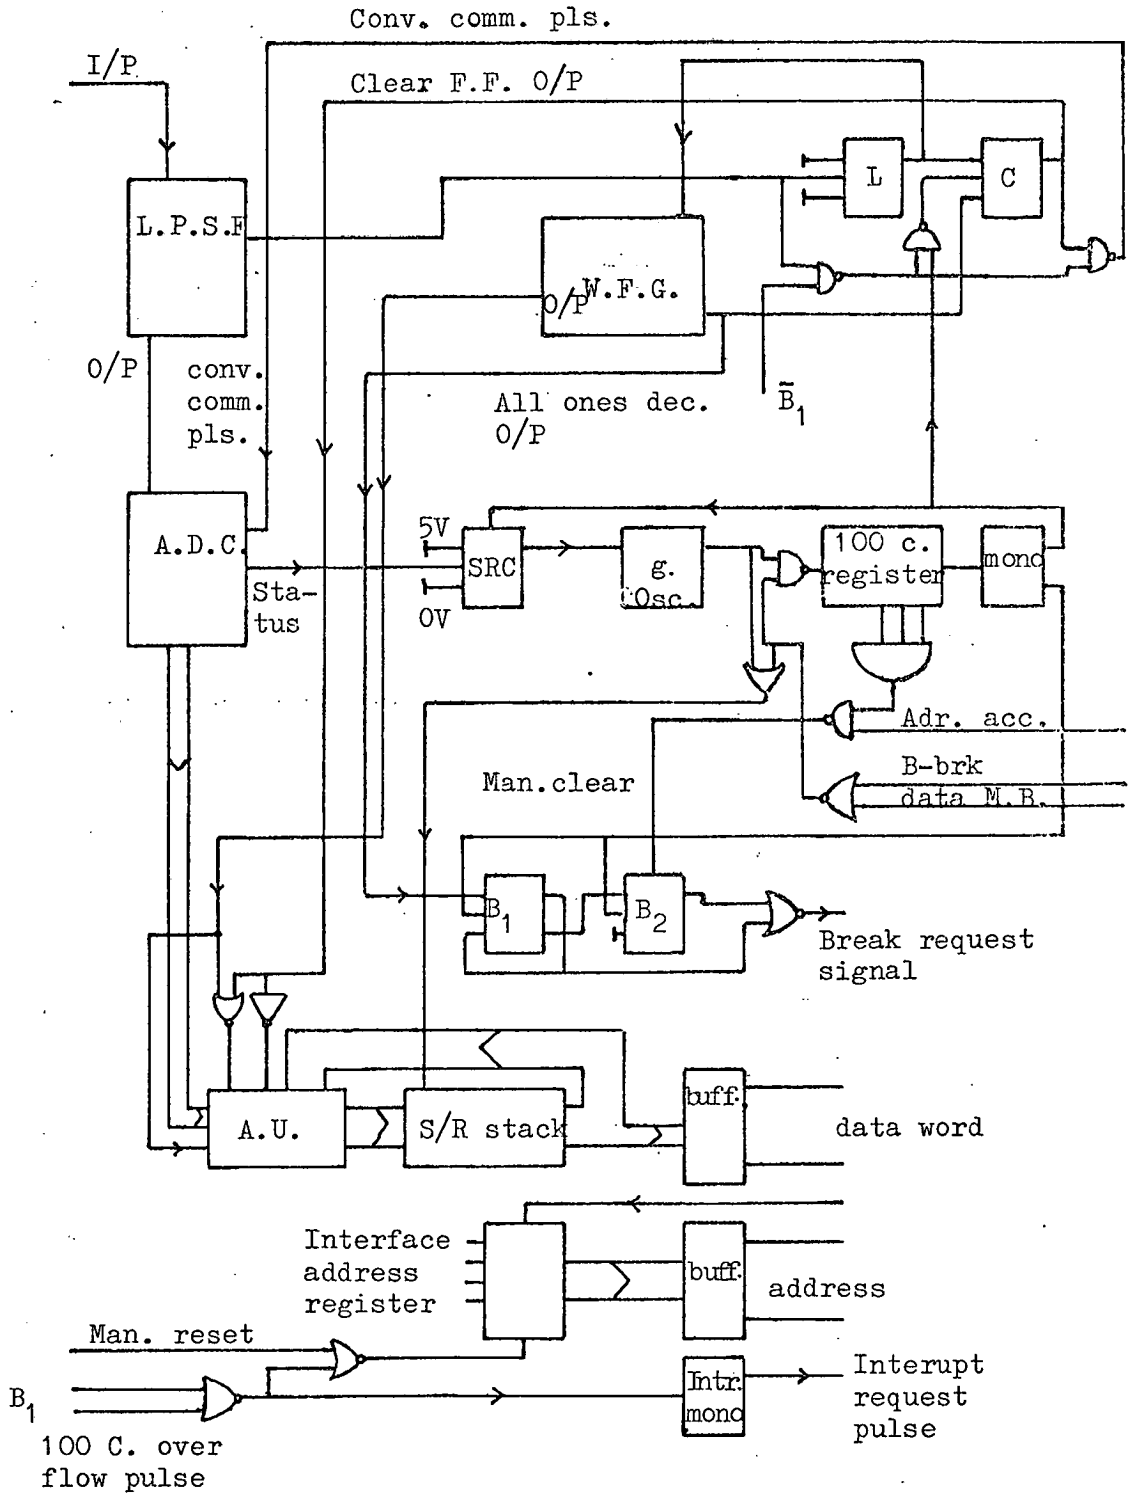 Conv. comm. pls.
I/P
Clear F.F. O/P
L
C
L.P.S.F
W.F.G.
O/P
O/P
conv.
comm.
pls.
B̄1
All ones dec.
O/P
A.D.C.
Sta-
tus
5V
SRC
0V
g.
Osc.
100 c.
register
mono
Adr. acc.
B-brk
data M.B.
Man.clear
B1
B2
Break request
signal
A.U.
S/R stack
buff.
data word
Interface
address
register
buff.
address
Man. reset
B1
100 C. over
flow pulse
Intr.
mono
Interupt
request
pulse